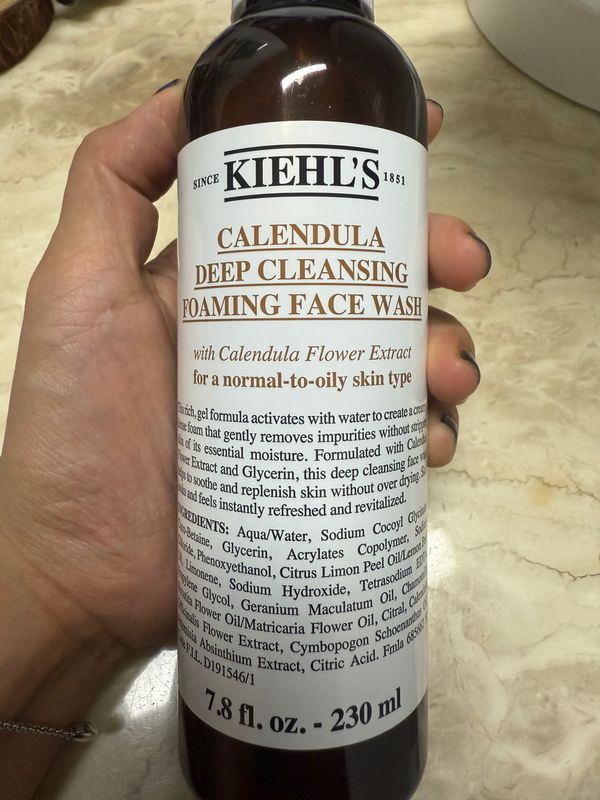 SINCE KIEHL'S 1851
CALENDULA
DEEP CLEANSING
FOAMING FACE WASH
with Calendula Flower Extract
for a normal-to-oily skin type
This rich, gel formula activates with water to create a
foam that gently removes impurities without
of its essential moisture. Formulated with
Extract and Glycerin, this deep cleansing face
to soothe and replenish skin without over drying.
and feels instantly refreshed and revitalized.
INGREDIENTS: Aqua/Water, Sodium Cocoyl
Glycerin, Acrylates Copolymer,
Phenoxyethanol, Citrus Limon Peel Oil/Lemon
Limonene, Sodium Hydroxide, Tetrasodium
Glycol, Geranium Maculatum Oil,
Flower Oil/Matricaria Flower Oil, Citral,
Flower Extract, Cymbopogon Schoenanthus
Absinthium Extract, Citric Acid. Fmla
F.I.L. D191546/1
7.8 fl. oz. - 230 ml